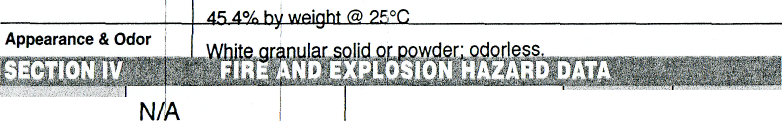 45.4% by weight @ 25°C
Appearance & Odor
White granular solid or powder; odorless.
SECTION IV FIRE AND EXPLOSION HAZARD DATA
N/A